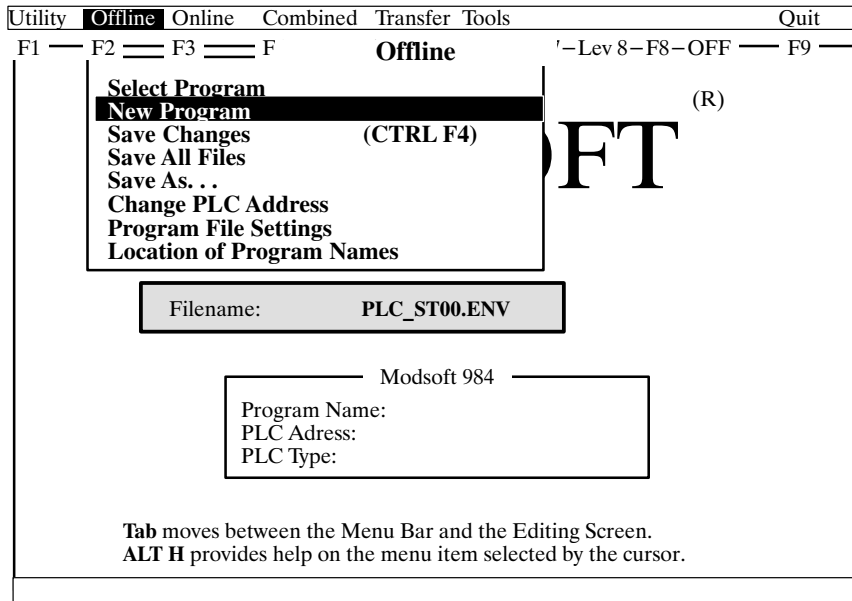 Utility Offline Online Combined Transfer Tools Quit
F1 F2 F3 F Offline 7-Lev 8-F8-OFF F9
Select Program
New Program
Save Changes (CTRL F4)
Save All Files
Save As. . .
Change PLC Address
Program File Settings
Location of Program Names
(R)
OFT
Filename: PLC_ST00.ENV
Modsoft 984
Program Name:
PLC Adress:
PLC Type:
Tab moves between the Menu Bar and the Editing Screen.
ALT H provides help on the menu item selected by the cursor.